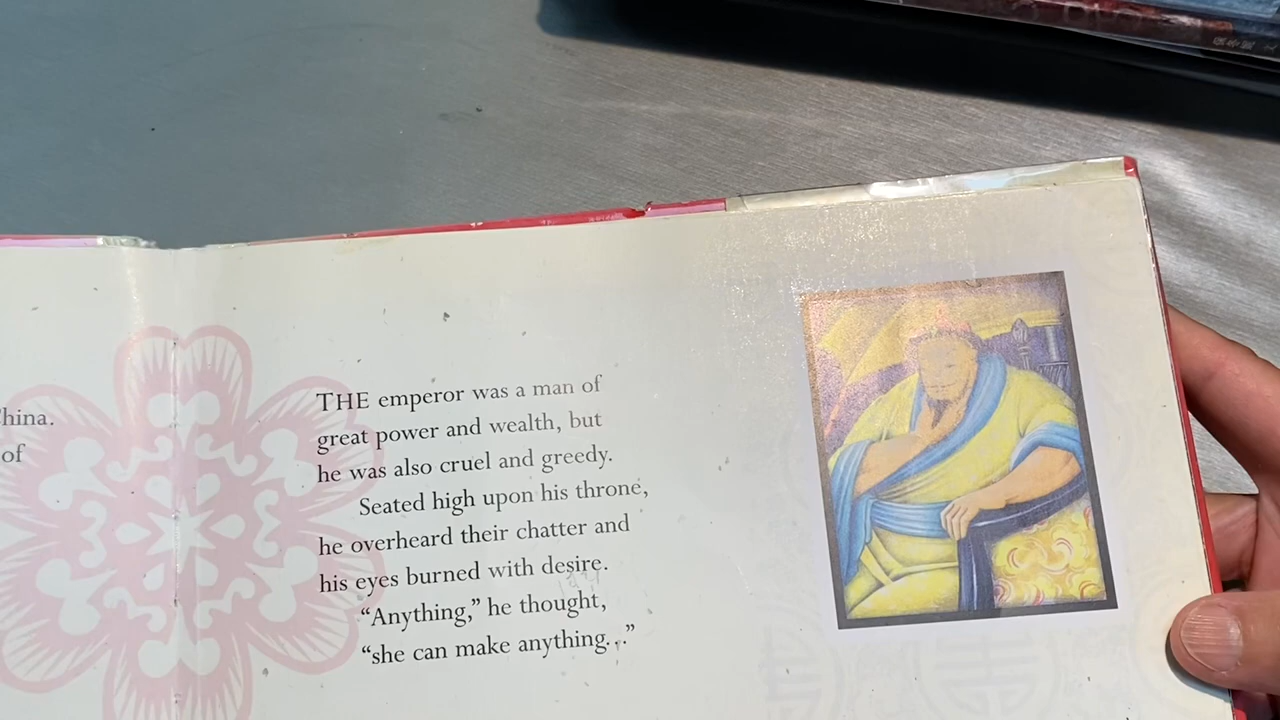 China.
of
THE emperor was a man of
great power and wealth, but
he was also cruel and greedy.
Seated high upon his throne,
he overheard their chatter and
his eyes burned with desire.
“Anything,” he thought,
“she can make anything...”